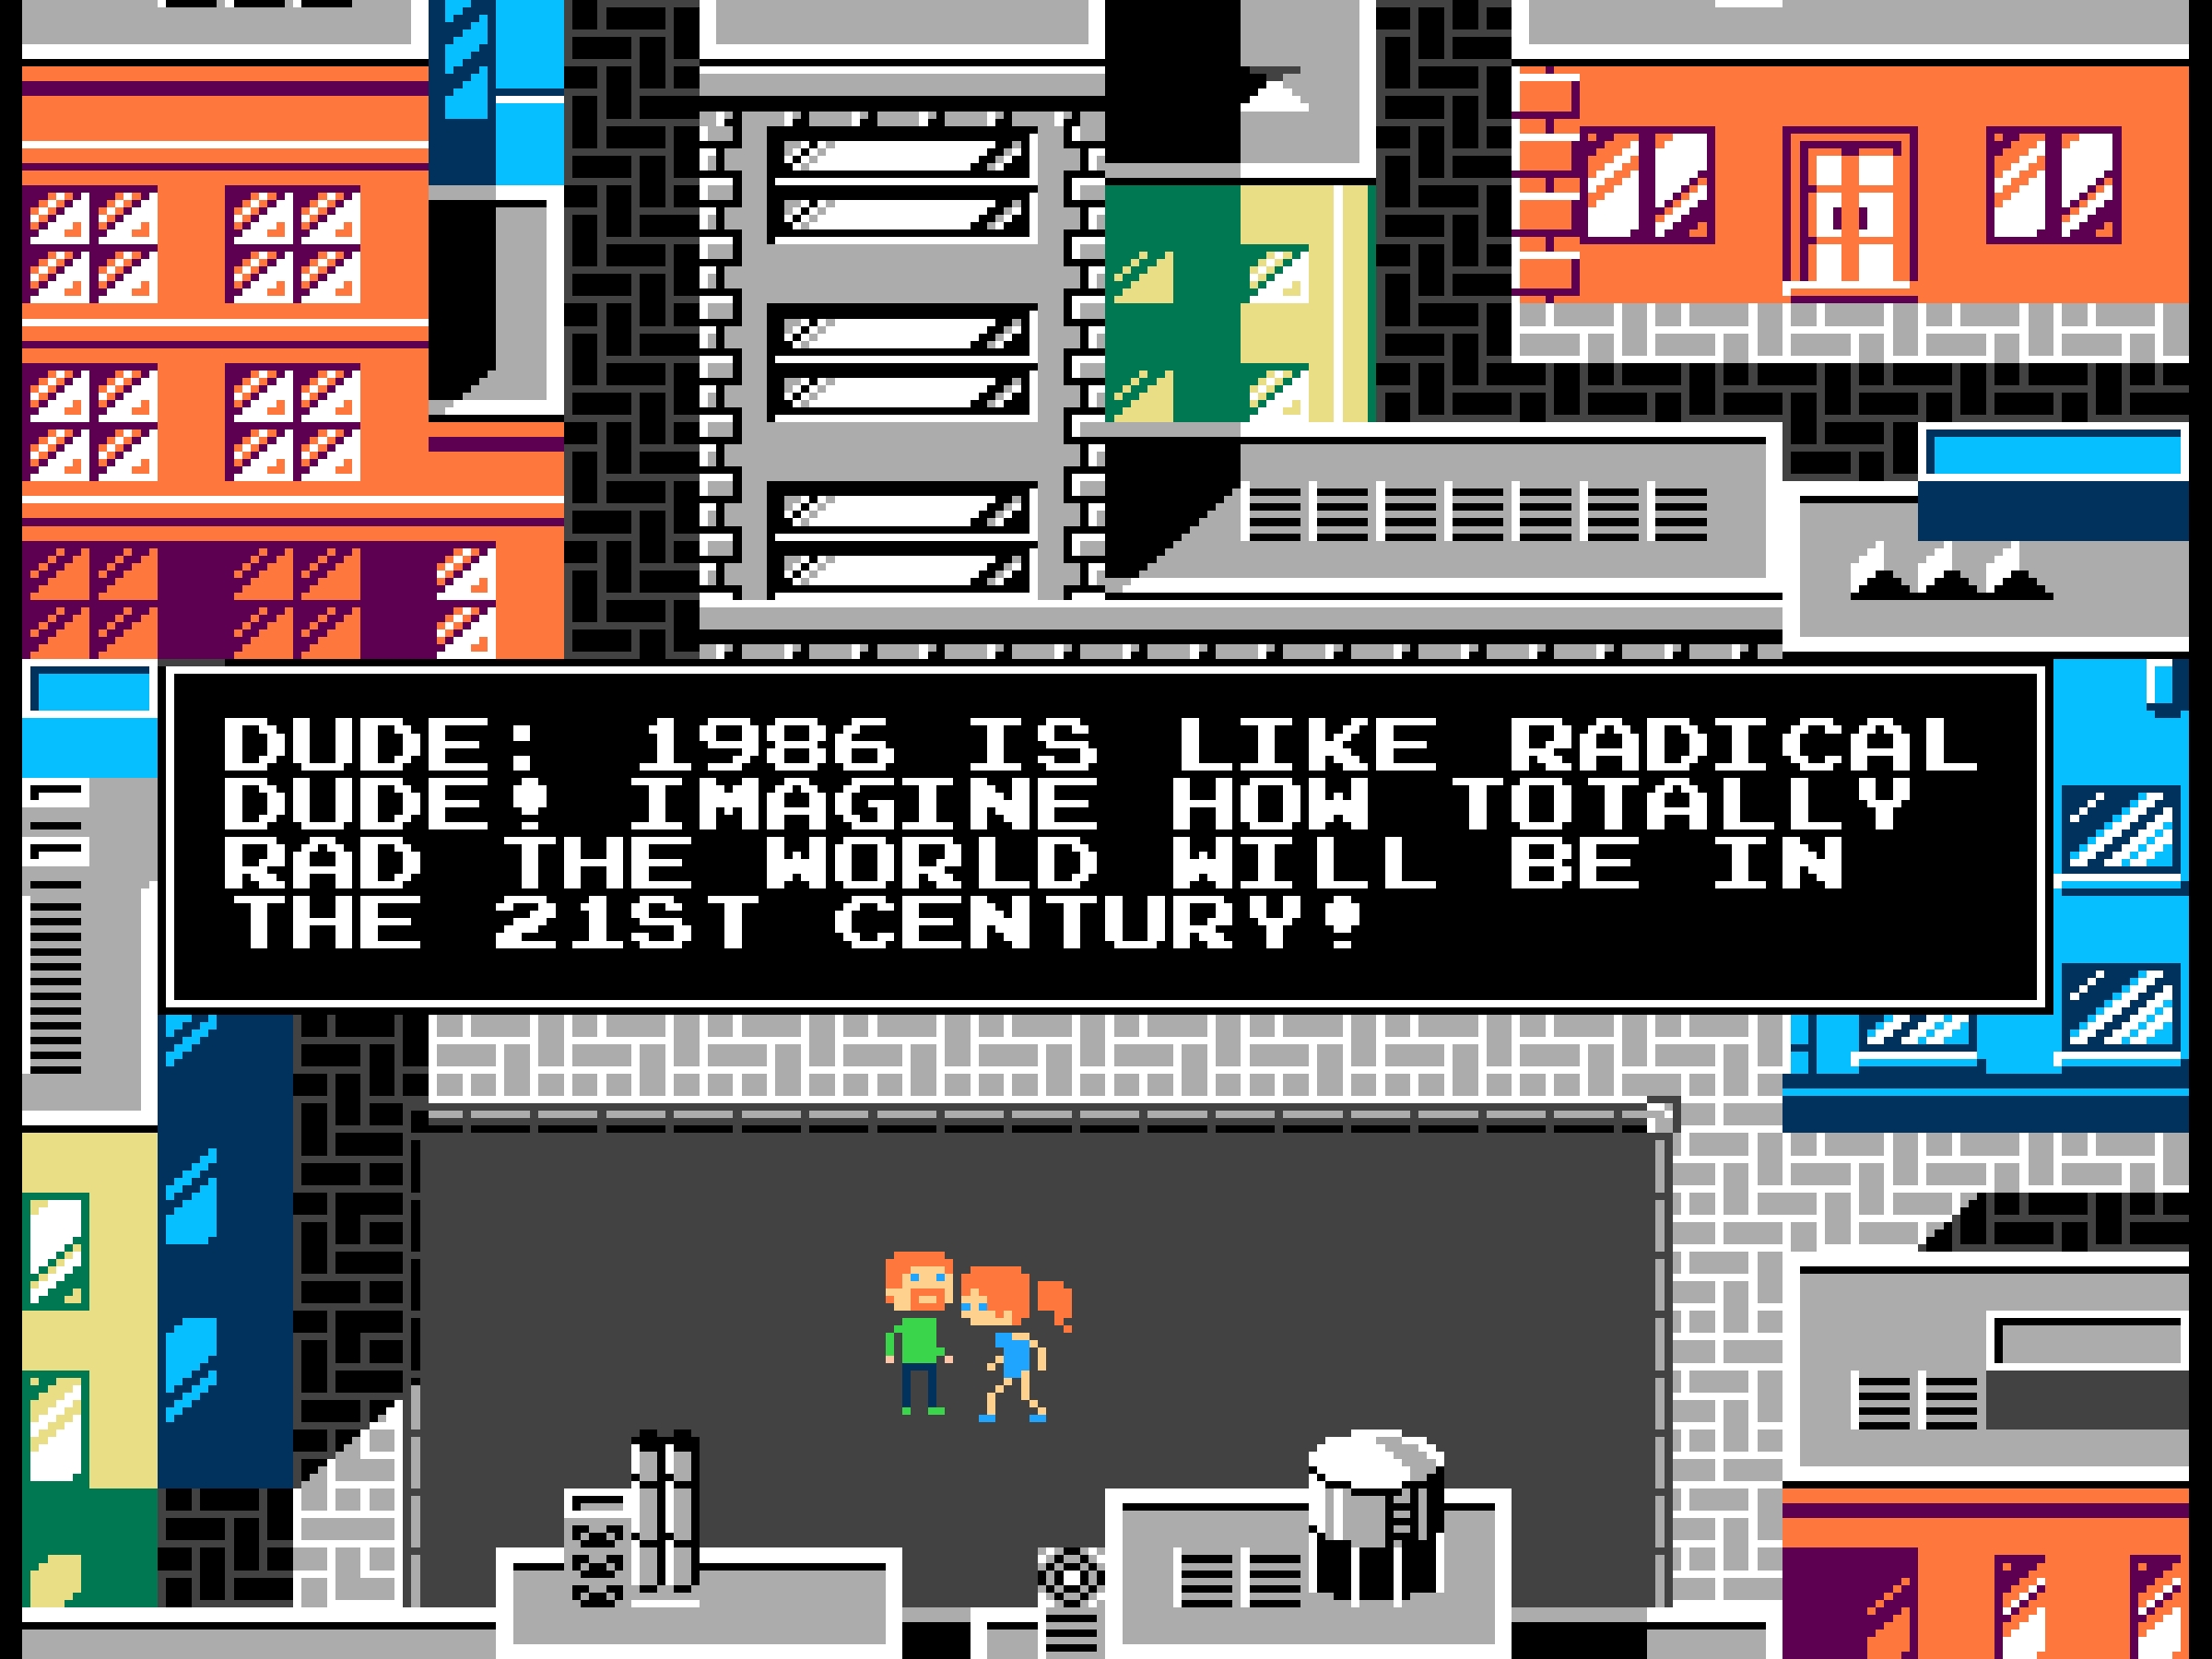 DUDE: 1986 IS LIKE RADICAL
DUDE! IMAGINE HOW TOTALLY
RAD THE WORLD WILL BE IN
THE 21ST CENTURY!